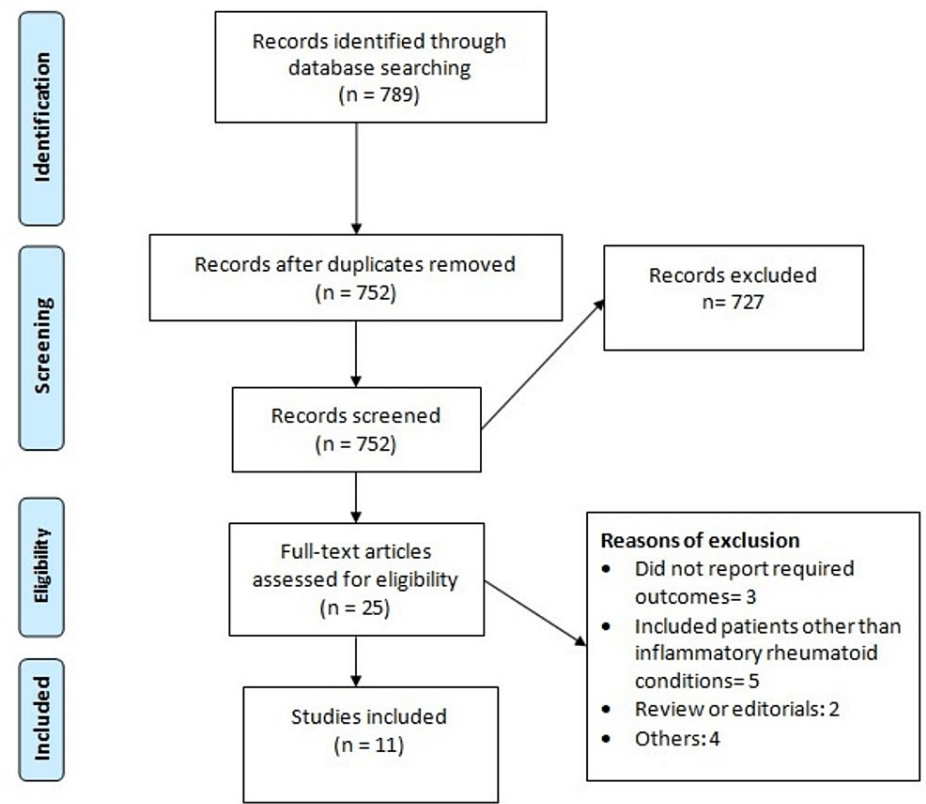 Identification
Records identified through
database searching
(n = 789)
Screening
Records after duplicates removed
(n = 752)
Records excluded
n= 727
Records screened
(n = 752)
Eligibility
Full-text articles
assessed for eligibility
(n = 25)
Reasons of exclusion
• Did not report required
outcomes= 3
• Included patients other than
inflammatory rheumatoid
conditions= 5
• Review or editorials: 2
• Others: 4
Included
Studies included
(n = 11)